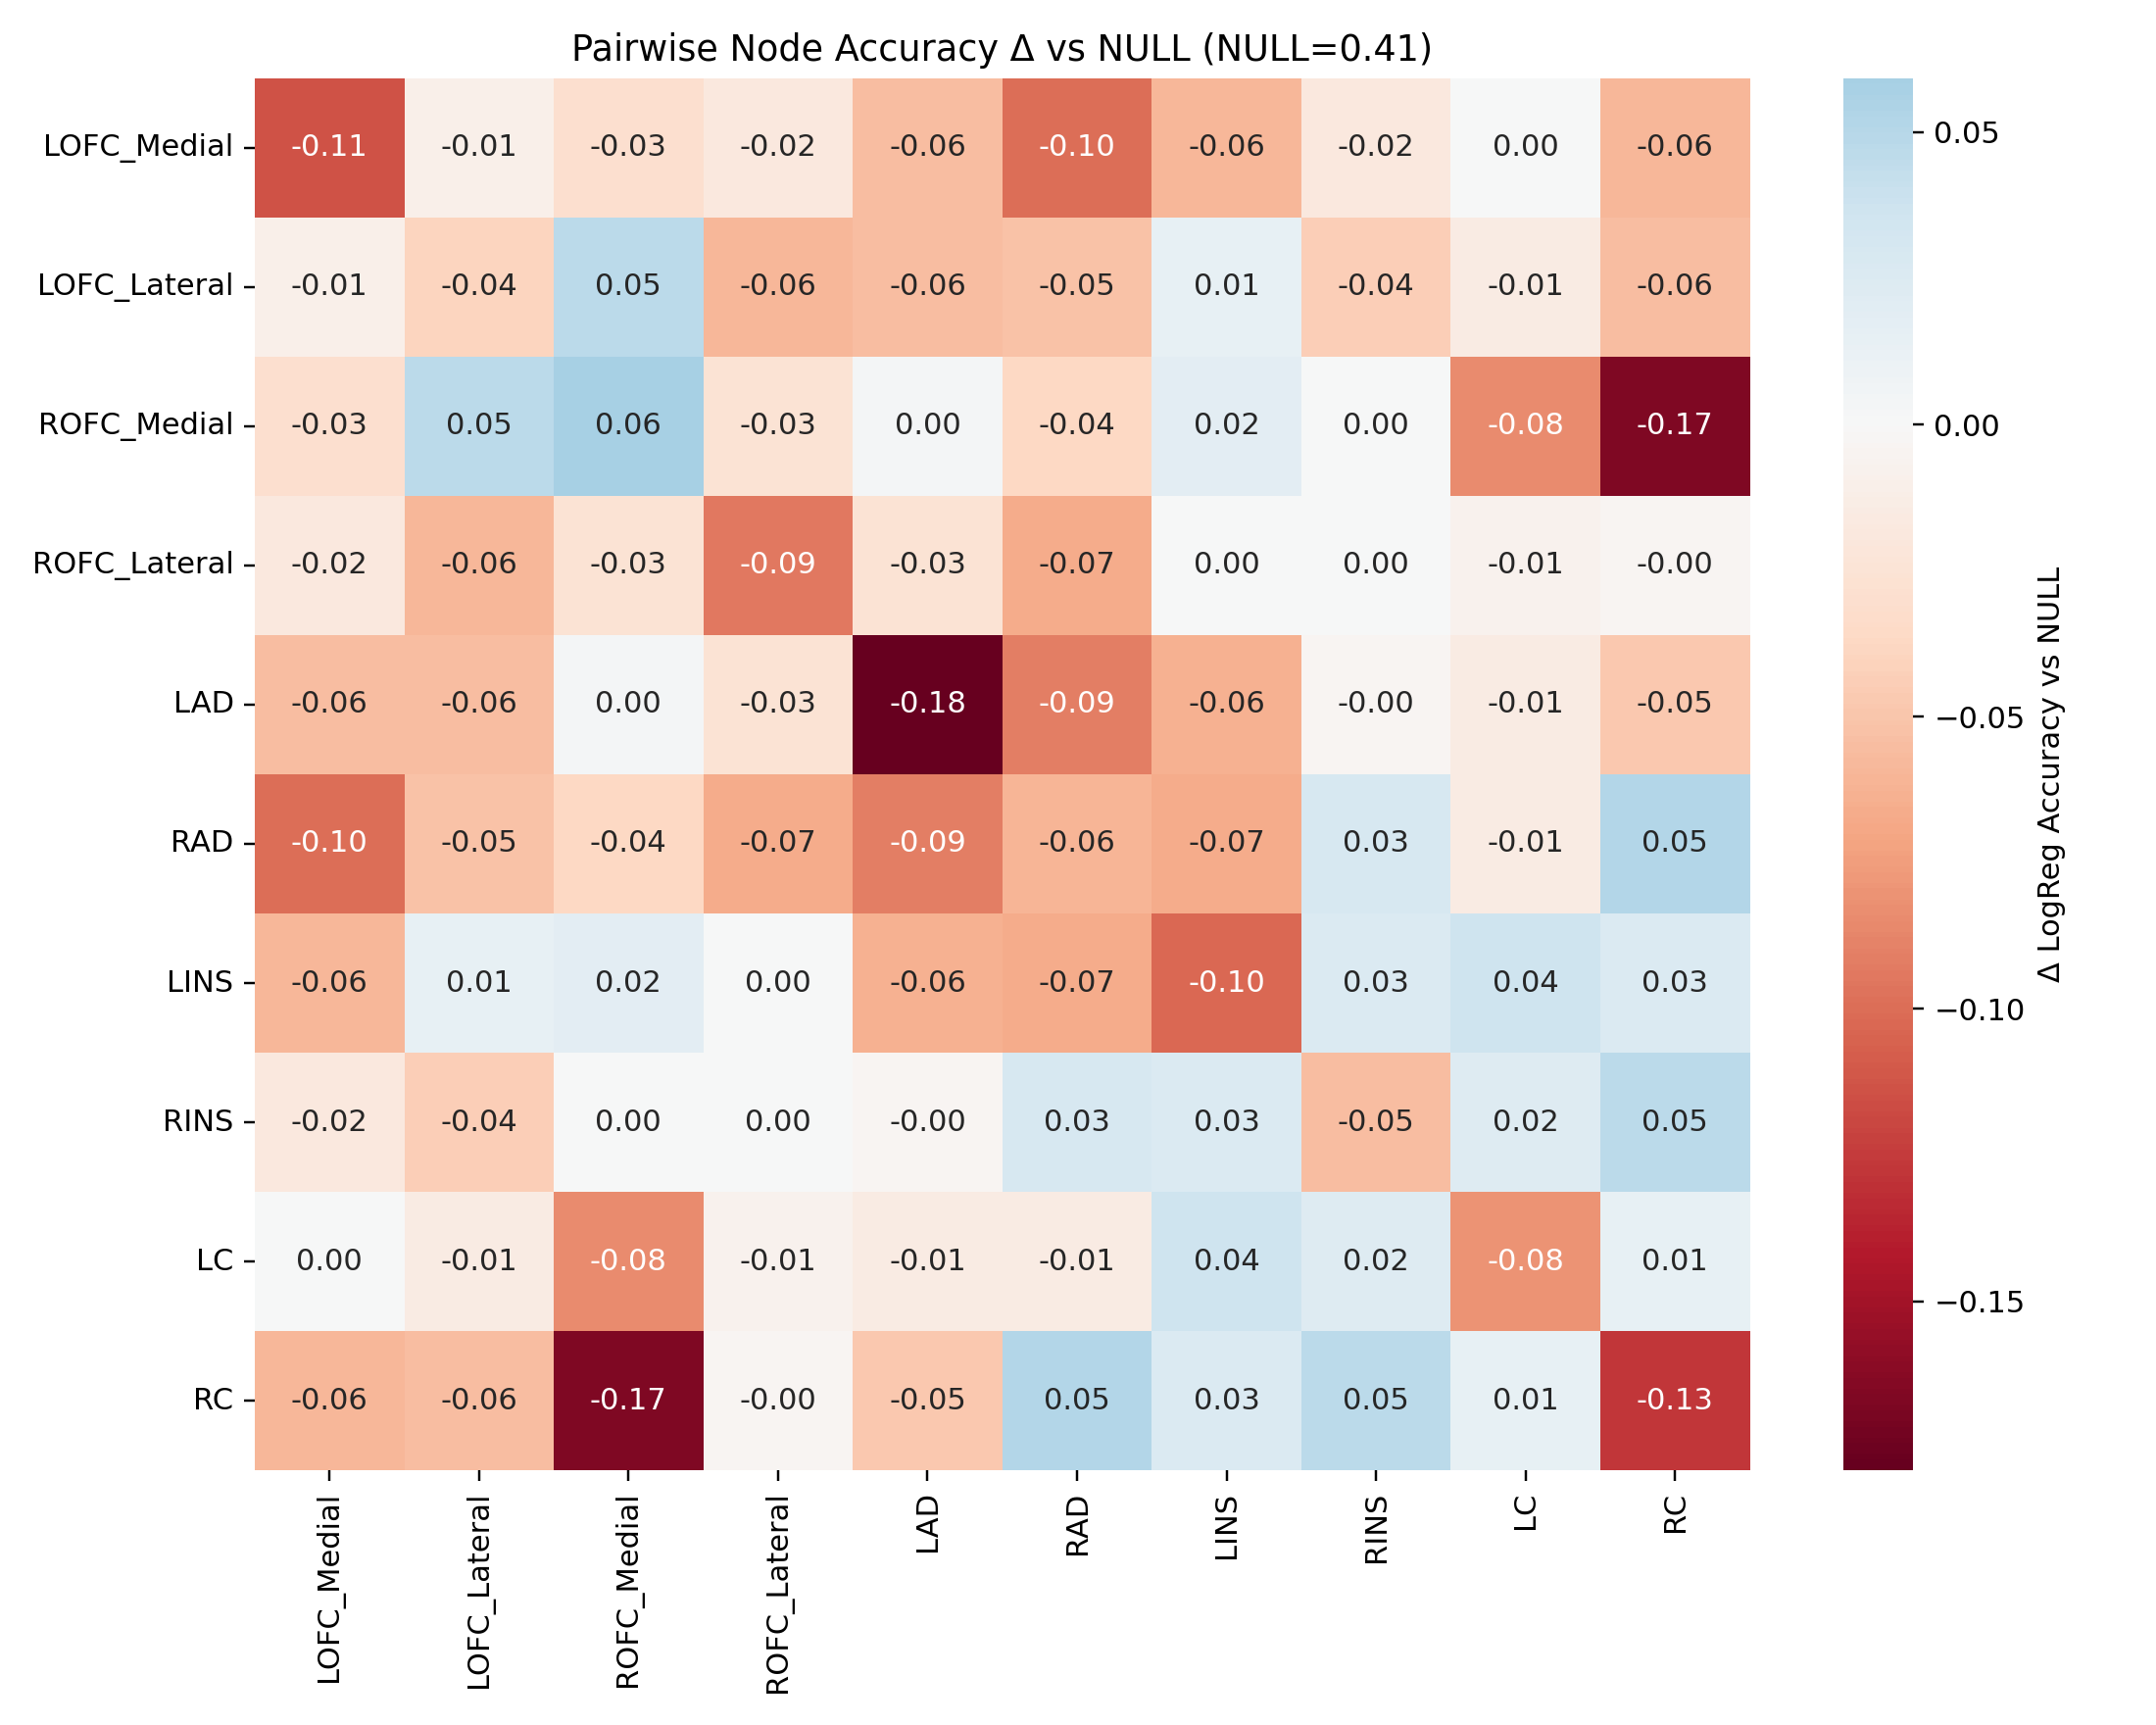 Pairwise Node Accuracy Δ vs NULL (NULL=0.41)
LOFC_Medial -0.11 -0.01 -0.03 -0.02 -0.06 -0.10 -0.06 -0.02 0.00 -0.06
LOFC_Lateral -0.01 -0.04 0.05 -0.06 -0.06 -0.05 0.01 -0.04 -0.01 -0.06
ROFC_Medial -0.03 0.05 0.06 -0.03 0.00 -0.04 0.02 0.00 -0.08 -0.17
ROFC_Lateral -0.02 -0.06 -0.03 -0.09 -0.03 -0.07 0.00 0.00 -0.01 -0.00
LAD -0.06 -0.06 0.00 -0.03 -0.18 -0.09 -0.06 -0.00 -0.01 -0.05
RAD -0.10 -0.05 -0.04 -0.07 -0.09 -0.06 -0.07 0.03 -0.01 0.05
LINS -0.06 0.01 0.02 0.00 -0.06 -0.07 -0.10 0.03 0.04 0.03
RINS -0.02 -0.04 0.00 0.00 -0.00 0.03 0.03 -0.05 0.02 0.05
LC 0.00 -0.01 -0.08 -0.01 -0.01 -0.01 0.04 0.02 -0.08 0.01
RC -0.06 -0.06 -0.17 -0.00 -0.05 0.05 0.03 0.05 0.01 -0.13
LOFC_Medial LOFC_Lateral ROFC_Medial ROFC_Lateral LAD RAD LINS RINS LC RC
0.05
0.00
−0.05
−0.10
−0.15
Δ LogReg Accuracy vs NULL